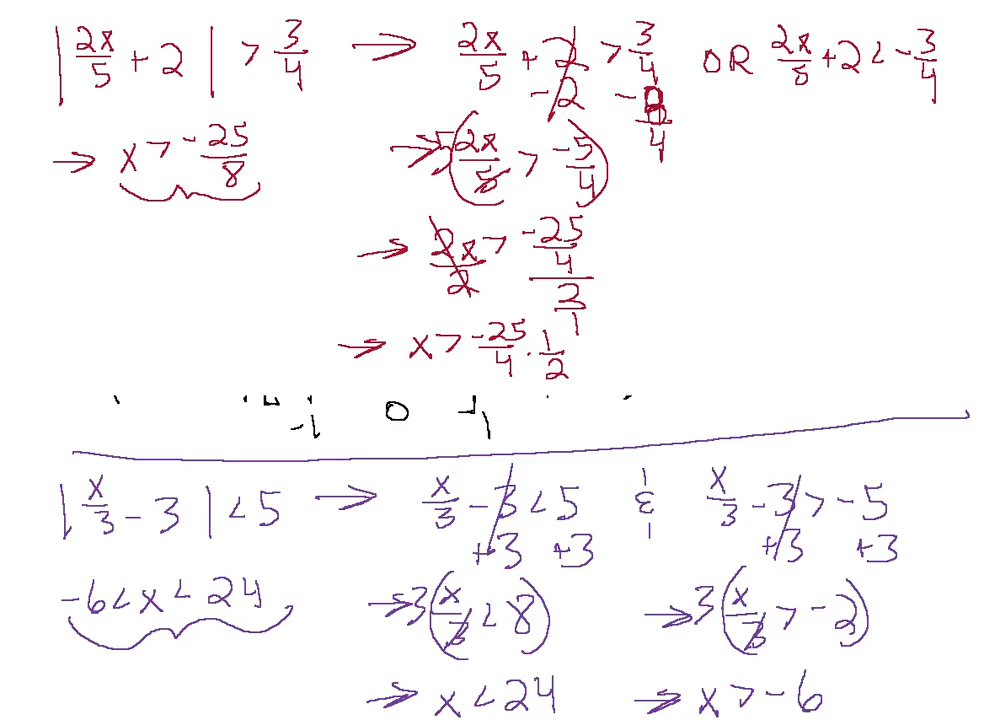 |2x/5 + 2| > 3/4 → 2x/5 + 2 > 3/4 OR 2x/5 + 2 < -3/4
-2 -8/4
→ x > -25/8 → 5(2x/5 > -5/4)
→ 2x/2 > -25/4 / 2/1
→ x > -25/4 · 1/2
-1 0 +1
|x/3 - 3| < 5 → x/3 - 3 < 5 & x/3 - 3 > -5
+3 +3 +3 +3
-6 < x < 24 → 3(x/3 < 8) → 3(x/3 > -2)
→ x < 24 → x > -6